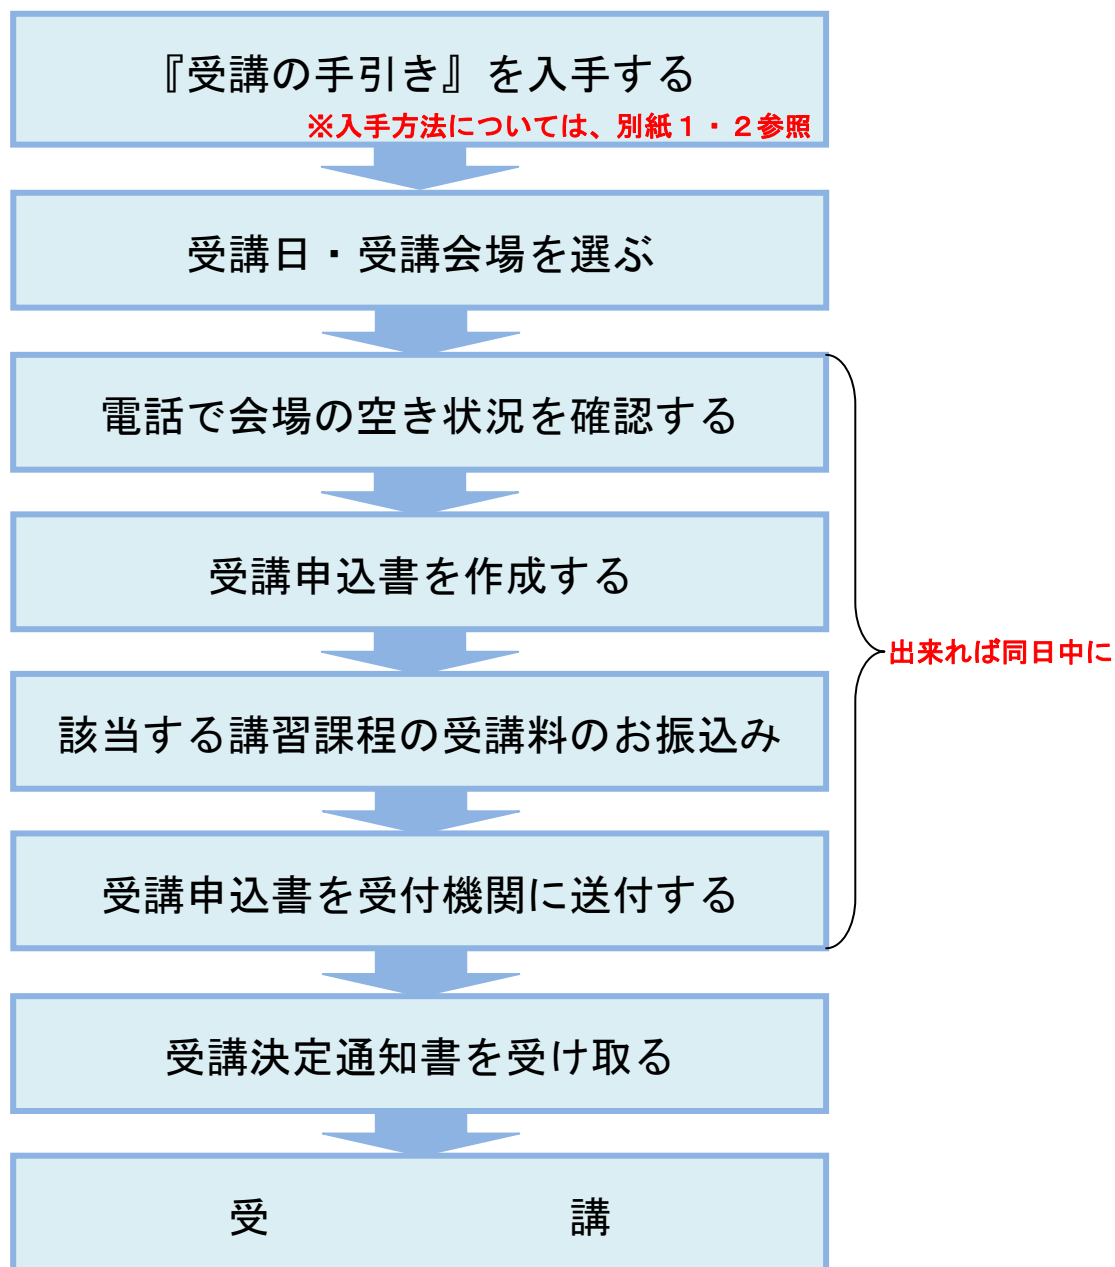 『受講の手引き』を入手する
※入手方法については、別紙１・２参照
受講日・受講会場を選ぶ
電話で会場の空き状況を確認する
受講申込書を作成する
出来れば同日中に
該当する講習課程の受講料のお振込み
受講申込書を受付機関に送付する
受講決定通知書を受け取る
受　　　　　　　講